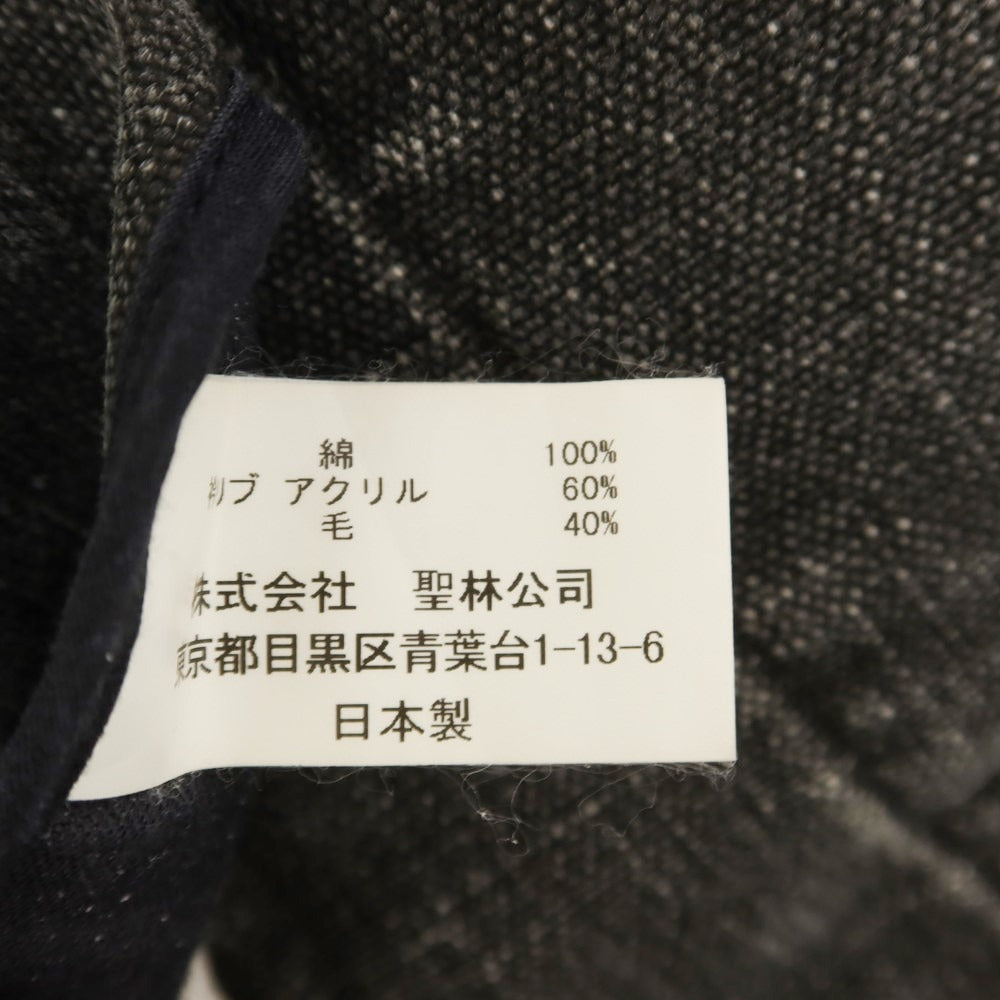 綿 100%
リブ アクリル 60%
毛 40%
株式会社 聖林公司
東京都目黒区青葉台1-13-6
日本製